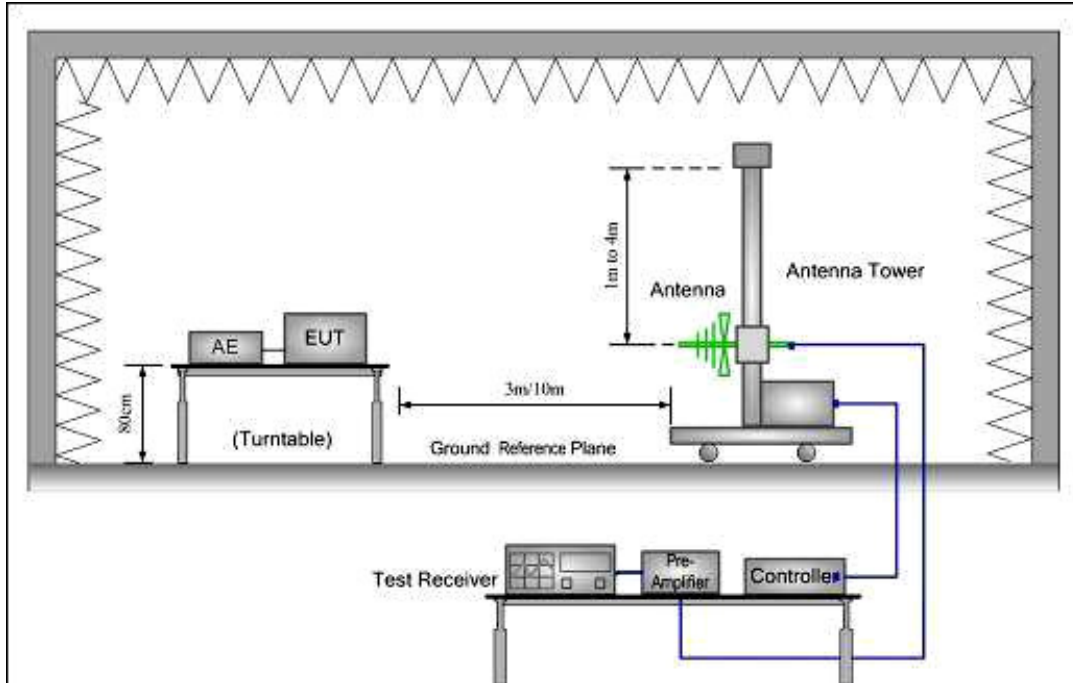 1m to 4m
Antenna Tower
Antenna
AE
EUT
3m/10m
80cm
(Turntable)
Ground Reference Plane
Test Receiver
Pre-
Amplifier
Controller